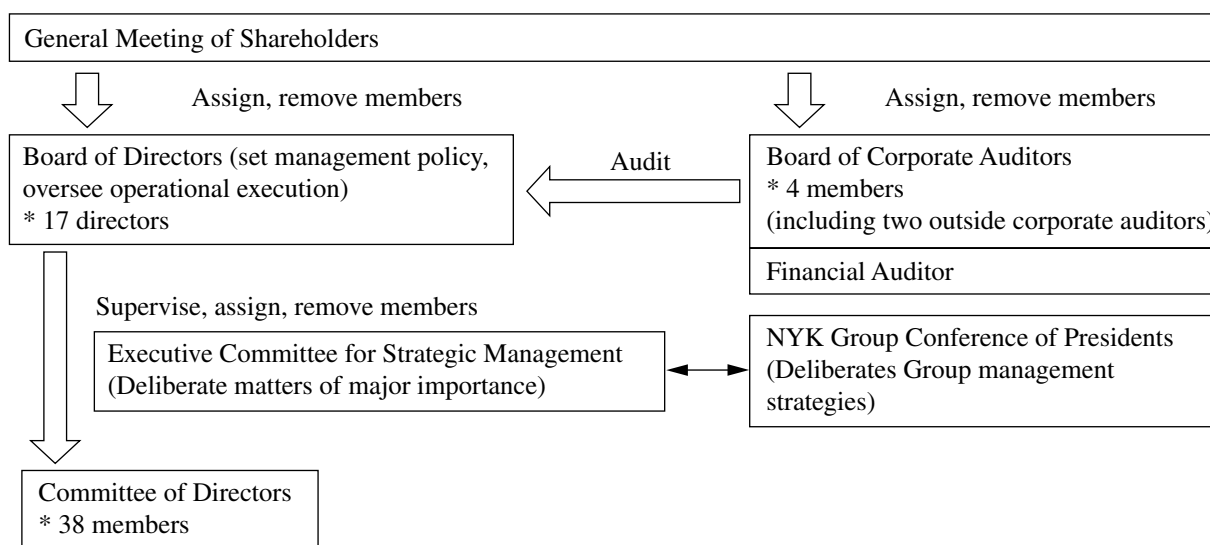 General Meeting of Shareholders
Assign, remove members
Assign, remove members
Board of Directors (set management policy,
oversee operational execution)
* 17 directors
Audit
Board of Corporate Auditors
* 4 members
(including two outside corporate auditors)
Financial Auditor
Supervise, assign, remove members
Executive Committee for Strategic Management
(Deliberate matters of major importance)
NYK Group Conference of Presidents
(Deliberates Group management
strategies)
Committee of Directors
* 38 members